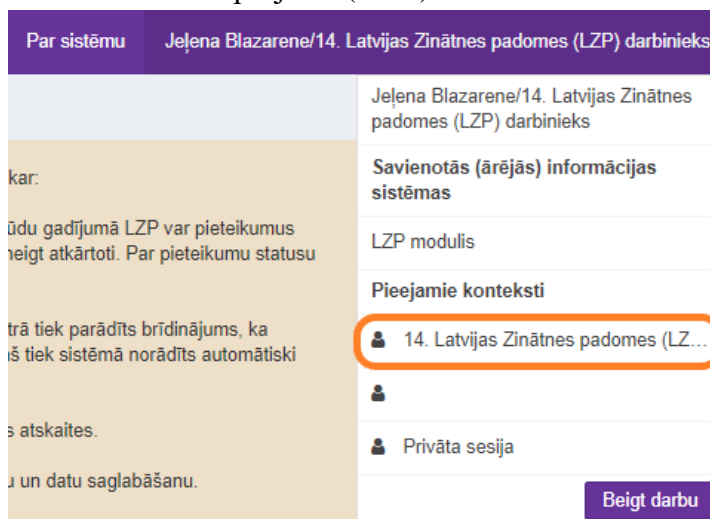 Par sistēmu Jeļena Blazarene/14. Latvijas Zinātnes padomes (LZP) darbinieks
Jeļena Blazarene/14. Latvijas Zinātnes
padomes (LZP) darbinieks
Savienotās (ārējās) informācijas
sistēmas
LZP modulis
Pieejamie konteksti
14. Latvijas Zinātnes padomes (LZ...
Privāta sesija
Beigt darbu
kar:
ūdu gadījumā LZP var pieteikumus
neigt atkārtoti. Par pieteikumu statusu
trā tiek parādīts brīdinājums, ka
š tiek sistēmā norādīts automātiski
s atskaites.
u un datu saglabāšanu.